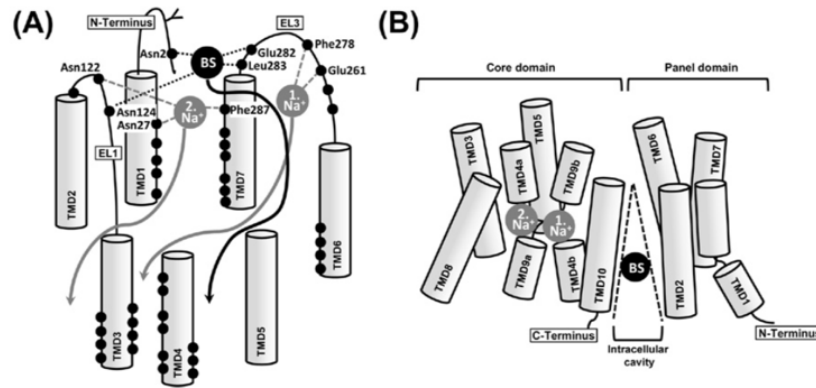 (A)
N-Terminus
EL3
Asn2
BS
Glu282
Phe278
Leu283
Asn122
Glu261
1.
Na⁺
2.
Na⁺
Phe287
Asn124
Asn27
EL1
TMD2
TMD1
TMD7
TMD6
TMD3
TMD4
TMD5
(B)
Core domain
Panel domain
TMD5
TMD3
TMD4a
TMD9b
TMD6
TMD7
2.
Na⁺
1.
Na⁺
TMD8
TMD9a
TMD4b
TMD10
BS
TMD2
TMD1
C-Terminus
N-Terminus
Intracellular
cavity